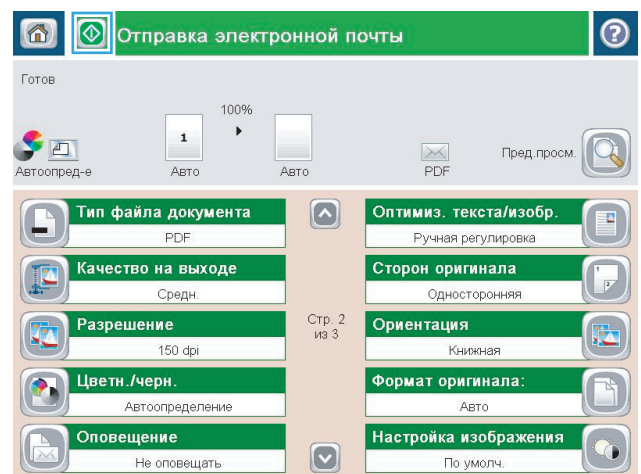 Отправка электронной почты
Готов
100%
1
Автоопред-е
Авто
Авто
PDF
Пред.просм.
Тип файла документа
PDF
Качество на выходе
Средн.
Разрешение
150 dpi
Цветн./черн.
Автоопределение
Оповещение
Не оповещать
Стр. 2
из 3
Оптимиз. текста/изобр.
Ручная регулировка
Сторон оригинала
Односторонняя
Ориентация
Книжная
Формат оригинала:
Авто
Настройка изображения
По умолч.